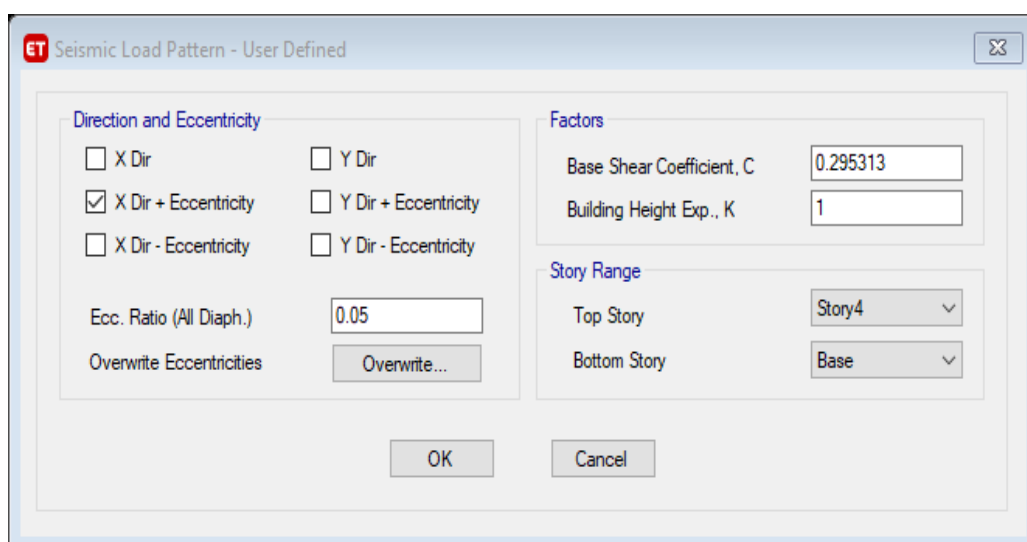 ET Seismic Load Pattern - User Defined
Direction and Eccentricity
X Dir
Y Dir
X Dir + Eccentricity
Y Dir + Eccentricity
X Dir - Eccentricity
Y Dir - Eccentricity
Ecc. Ratio (All Diaph.)
0.05
Overwrite Eccentricities
Overwrite...
Factors
Base Shear Coefficient, C
0.295313
Building Height Exp., K
1
Story Range
Top Story
Story4
Bottom Story
Base
OK
Cancel